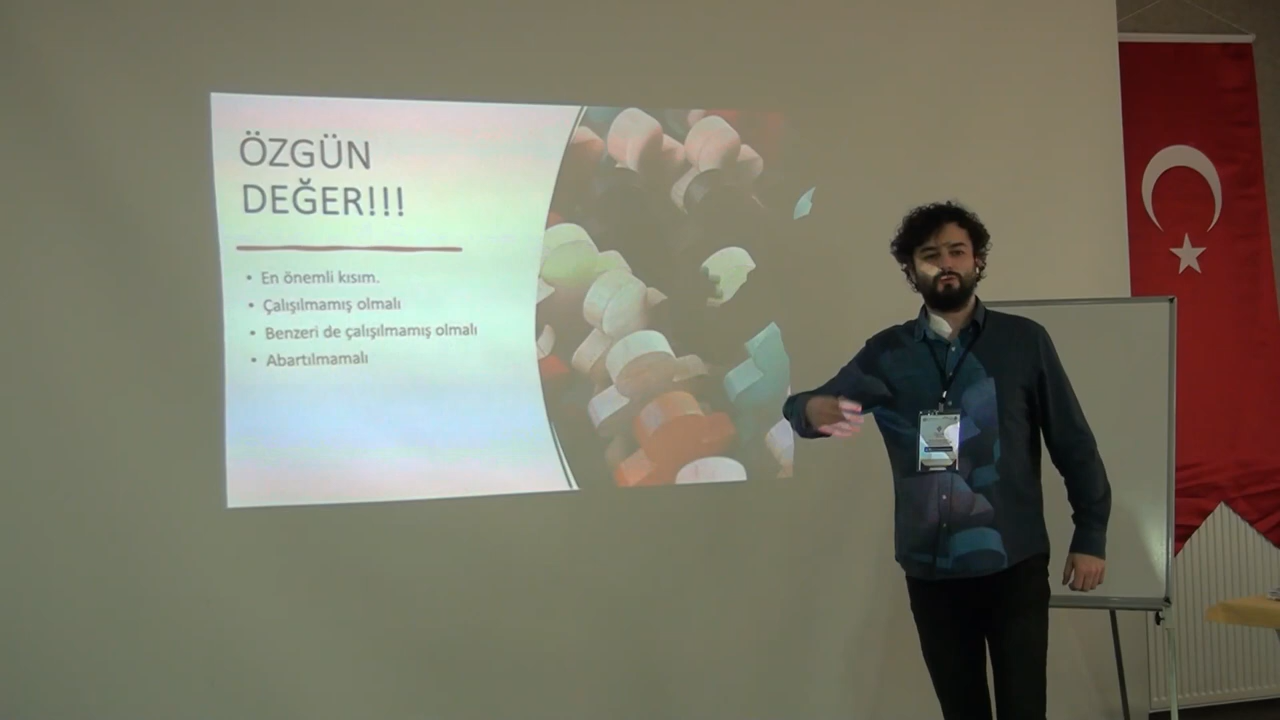 ÖZGÜN
DEĞER!!!
• En önemli kısım.
• Çalışılmamış olmalı
• Benzeri de çalışılmamış olmalı
• Abartılmamalı